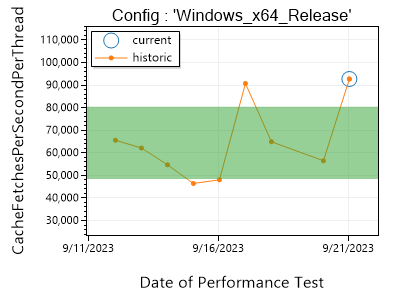 Config : 'Windows_x64_Release'
current
historic
CacheFetchesPerSecondPerThread
110,000
100,000
90,000
80,000
70,000
60,000
50,000
40,000
30,000
9/11/2023
9/16/2023
9/21/2023
Date of Performance Test